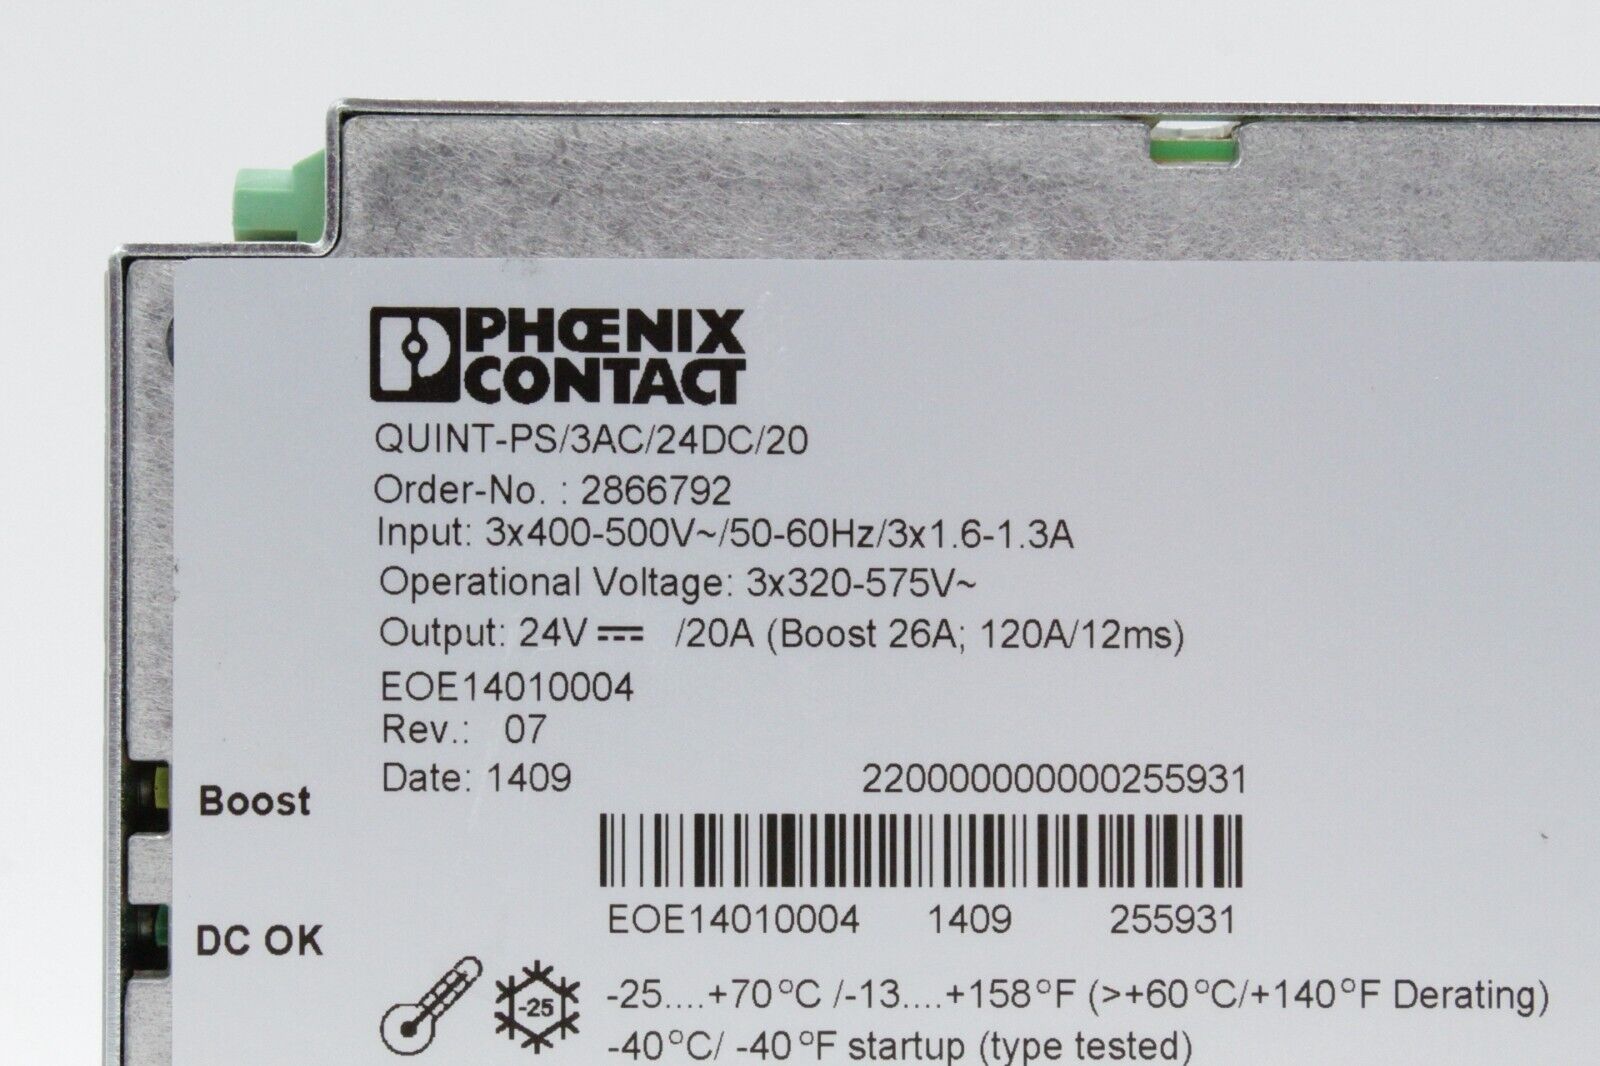 PHŒNIX
CONTACT
QUINT-PS/3AC/24DC/20
Order-No. : 2866792
Input: 3x400-500V~/50-60Hz/3x1.6-1.3A
Operational Voltage: 3x320-575V~
Output: 24V⎓ /20A (Boost 26A; 120A/12ms)
EOE14010004
Rev.: 07
Date: 1409 220000000000255931
Boost
EOE14010004 1409 255931
DC OK
-25
-25....+70°C /-13....+158°F (>+60°C/+140°F Derating)
-40°C/ -40°F startup (type tested)